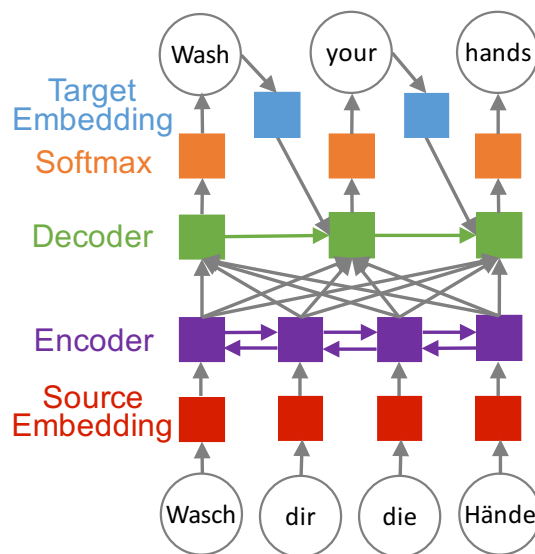 Wash your hands
Target
Embedding
Softmax
Decoder
Encoder
Source
Embedding
Wasch dir die Hände